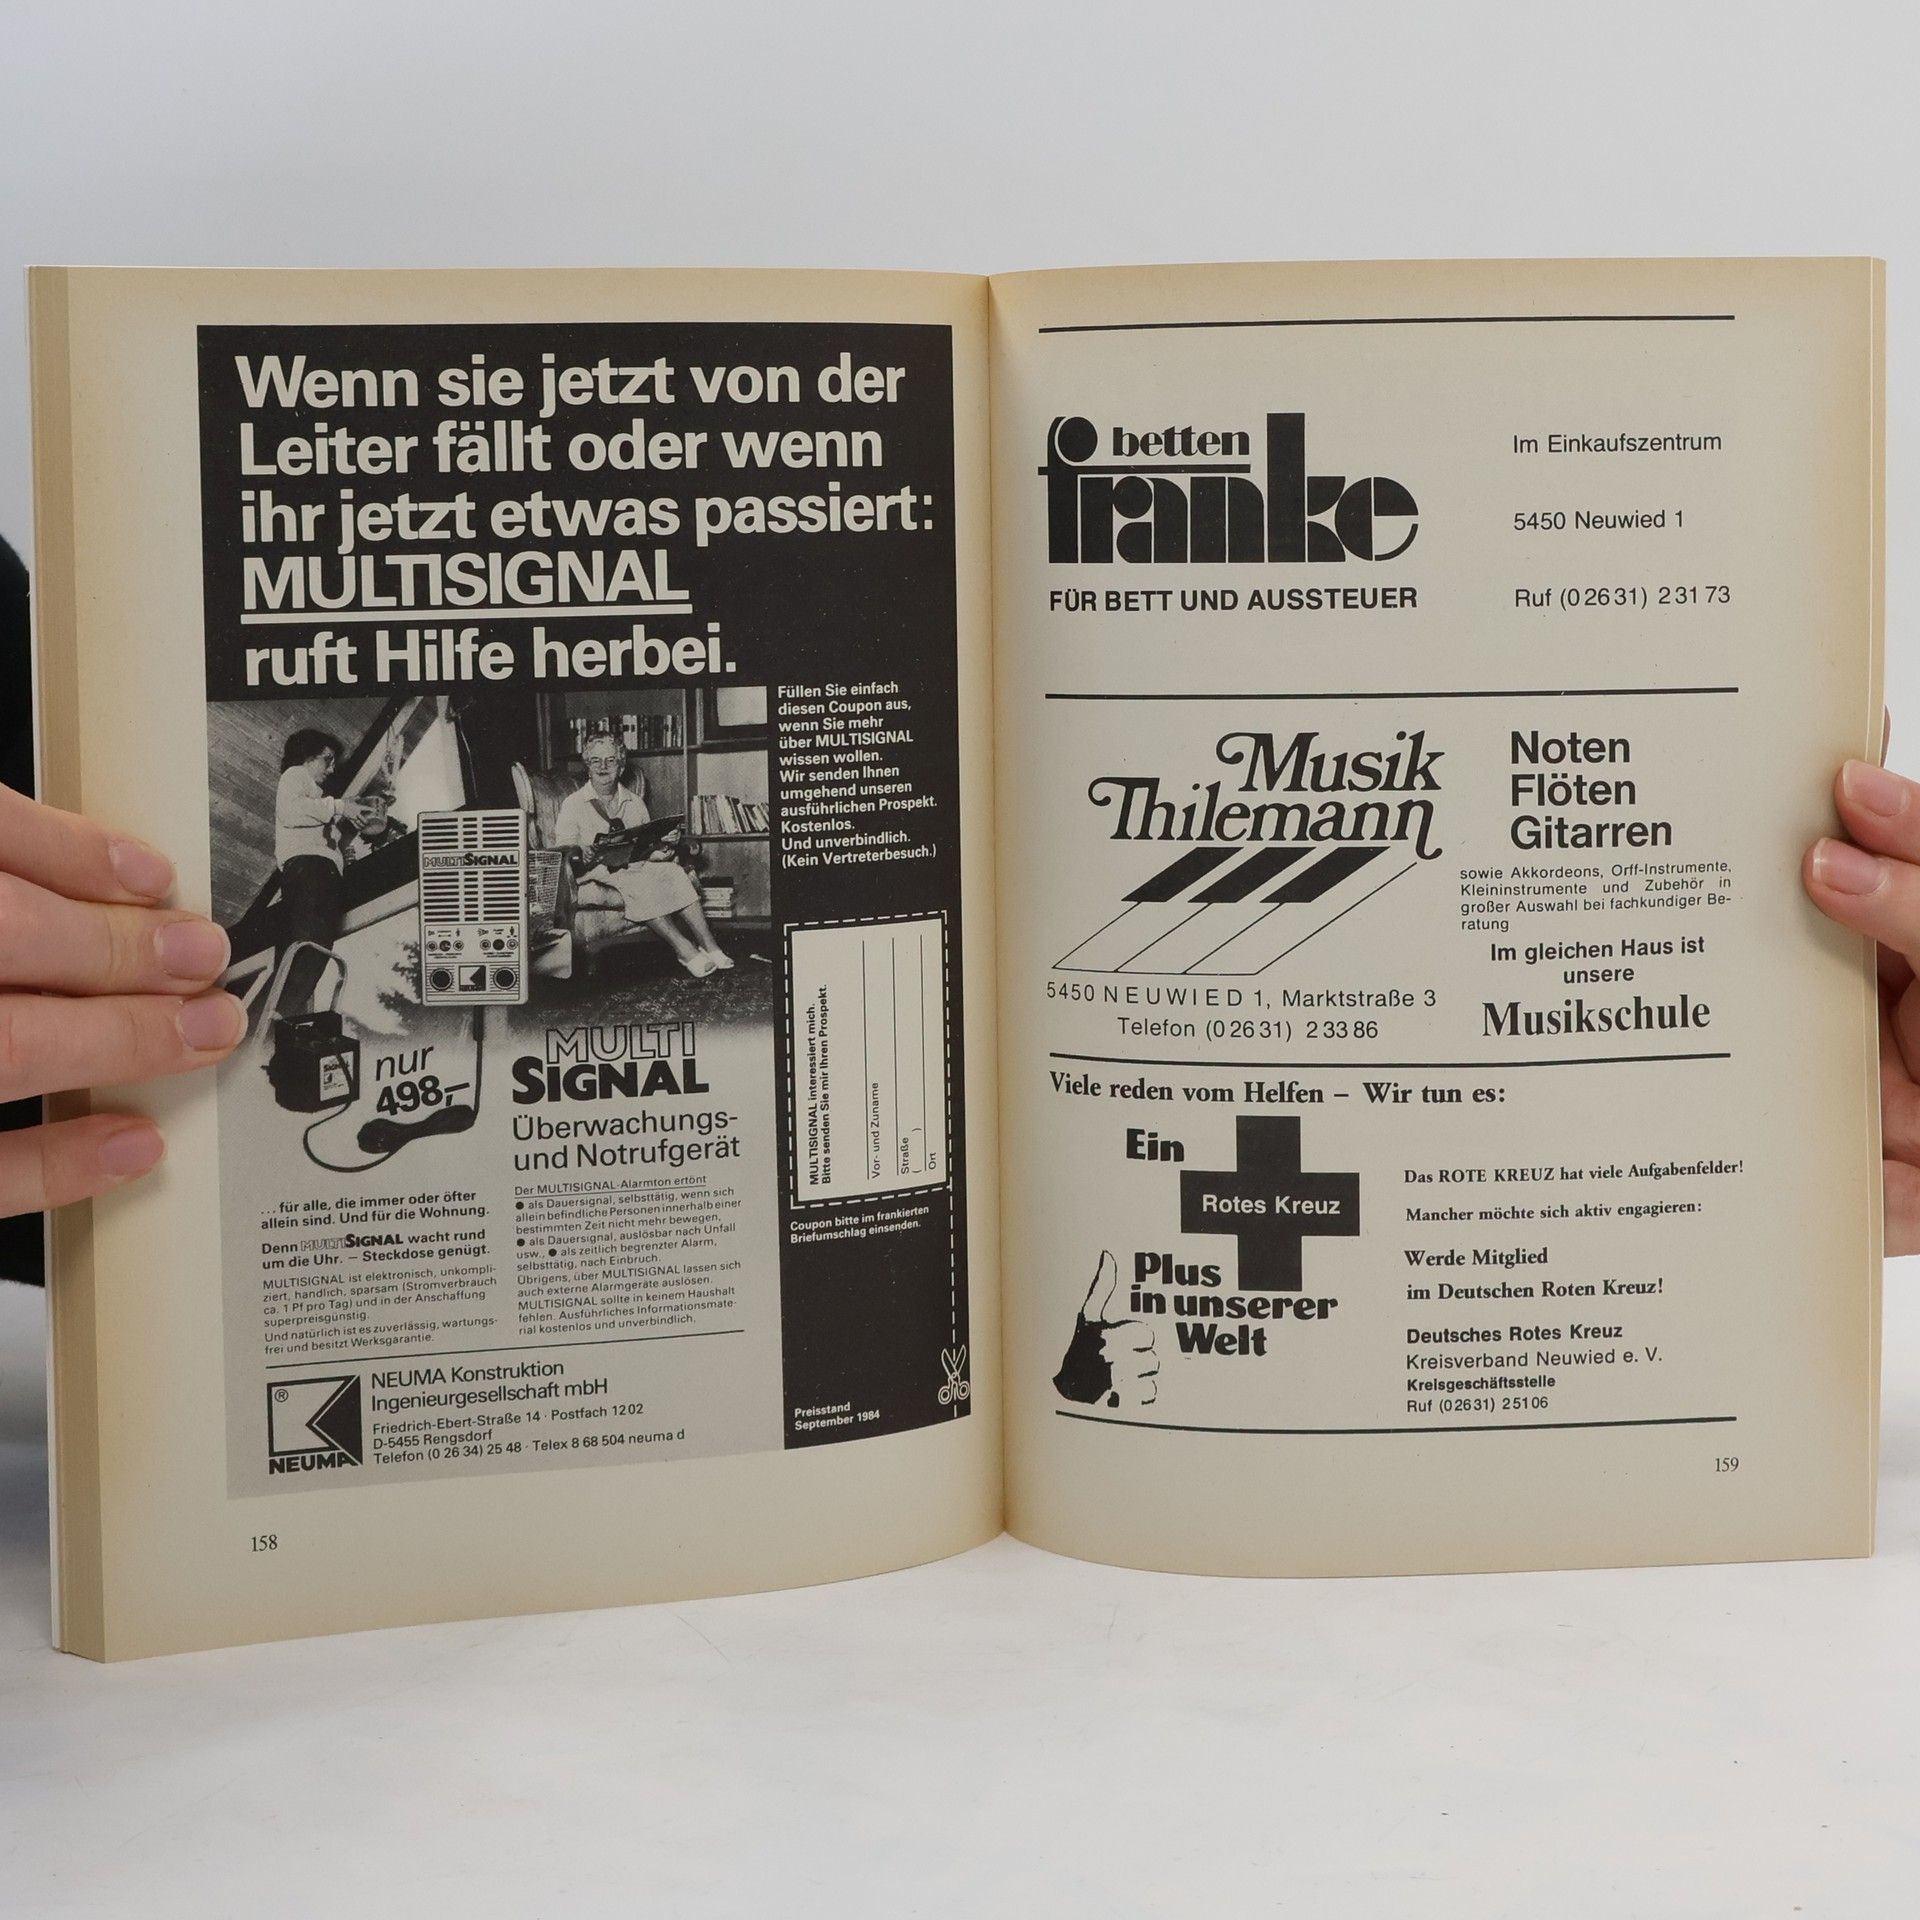 Wenn sie jetzt von der
Leiter fällt oder wenn
ihr jetzt etwas passiert:
MULTISIGNAL
ruft Hilfe herbei.
Füllen Sie einfach
diesen Coupon aus,
wenn Sie mehr
über MULTISIGNAL
wissen wollen.
Wir senden Ihnen
umgehend unseren
ausführlichen Prospekt.
Kostenlos.
Und unverbindlich.
(Kein Vertreterbesuch.)
MULTISIGNAL
nur
498,–
MULTI
SIGNAL
Überwachungs-
und Notrufgerät
...für alle, die immer oder öfter
allein sind. Und für die Wohnung.
Denn MULTISIGNAL wacht rund
um die Uhr. – Steckdose genügt.
MULTISIGNAL ist elektronisch, unkompli-
ziert, handlich, sparsam (Stromverbrauch
ca. 1 Pf pro Tag) und in der Anschaffung
superpreisgünstig.
Und natürlich ist es zuverlässig, wartungs-
frei und besitzt Werksgarantie.
Der MULTISIGNAL-Alarmton ertönt
● als Dauersignal, selbsttätig, wenn sich
allein befindliche Personen innerhalb einer
bestimmten Zeit nicht mehr bewegen,
● als Dauersignal, auslösbar nach Unfall
usw., ● als zeitlich begrenzter Alarm,
selbsttätig, nach Einbruch.
Übrigens, über MULTISIGNAL lassen sich
auch externe Alarmgeräte auslösen.
MULTISIGNAL sollte in keinem Haushalt
fehlen. Ausführliches Informationsmate-
rial kostenlos und unverbindlich.
MULTISIGNAL interessiert mich.
Bitte senden Sie mir Ihren Prospekt.
Vor- und Zuname
Straße
( )
Ort
Coupon bitte im frankierten
Briefumschlag einsenden.
Preisstand
September 1984
®
NEUMA
NEUMA Konstruktion
Ingenieurgesellschaft mbH
Friedrich-Ebert-Straße 14 · Postfach 12 02
D-5455 Rengsdorf
Telefon (0 26 34) 25 48 · Telex 8 68 504 neuma d
158
betten
franke
FÜR BETT UND AUSSTEUER
Im Einkaufszentrum
5450 Neuwied 1
Ruf (0 26 31) 2 31 73
Musik
Thilemann
5450 NEUWIED 1, Marktstraße 3
Telefon (0 26 31) 2 33 86
Noten
Flöten
Gitarren
sowie Akkordeons, Orff-Instrumente,
Kleininstrumente und Zubehör in
großer Auswahl bei fachkundiger Be-
ratung
Im gleichen Haus ist
unsere
Musikschule
Viele reden vom Helfen – Wir tun es:
Ein
Rotes Kreuz
Plus
in unserer
Welt
Das ROTE KREUZ hat viele Aufgabenfelder!
Mancher möchte sich aktiv engagieren:
Werde Mitglied
im Deutschen Roten Kreuz!
Deutsches Rotes Kreuz
Kreisverband Neuwied e. V.
Kreisgeschäftsstelle
Ruf (0 26 31) 2 51 06
159